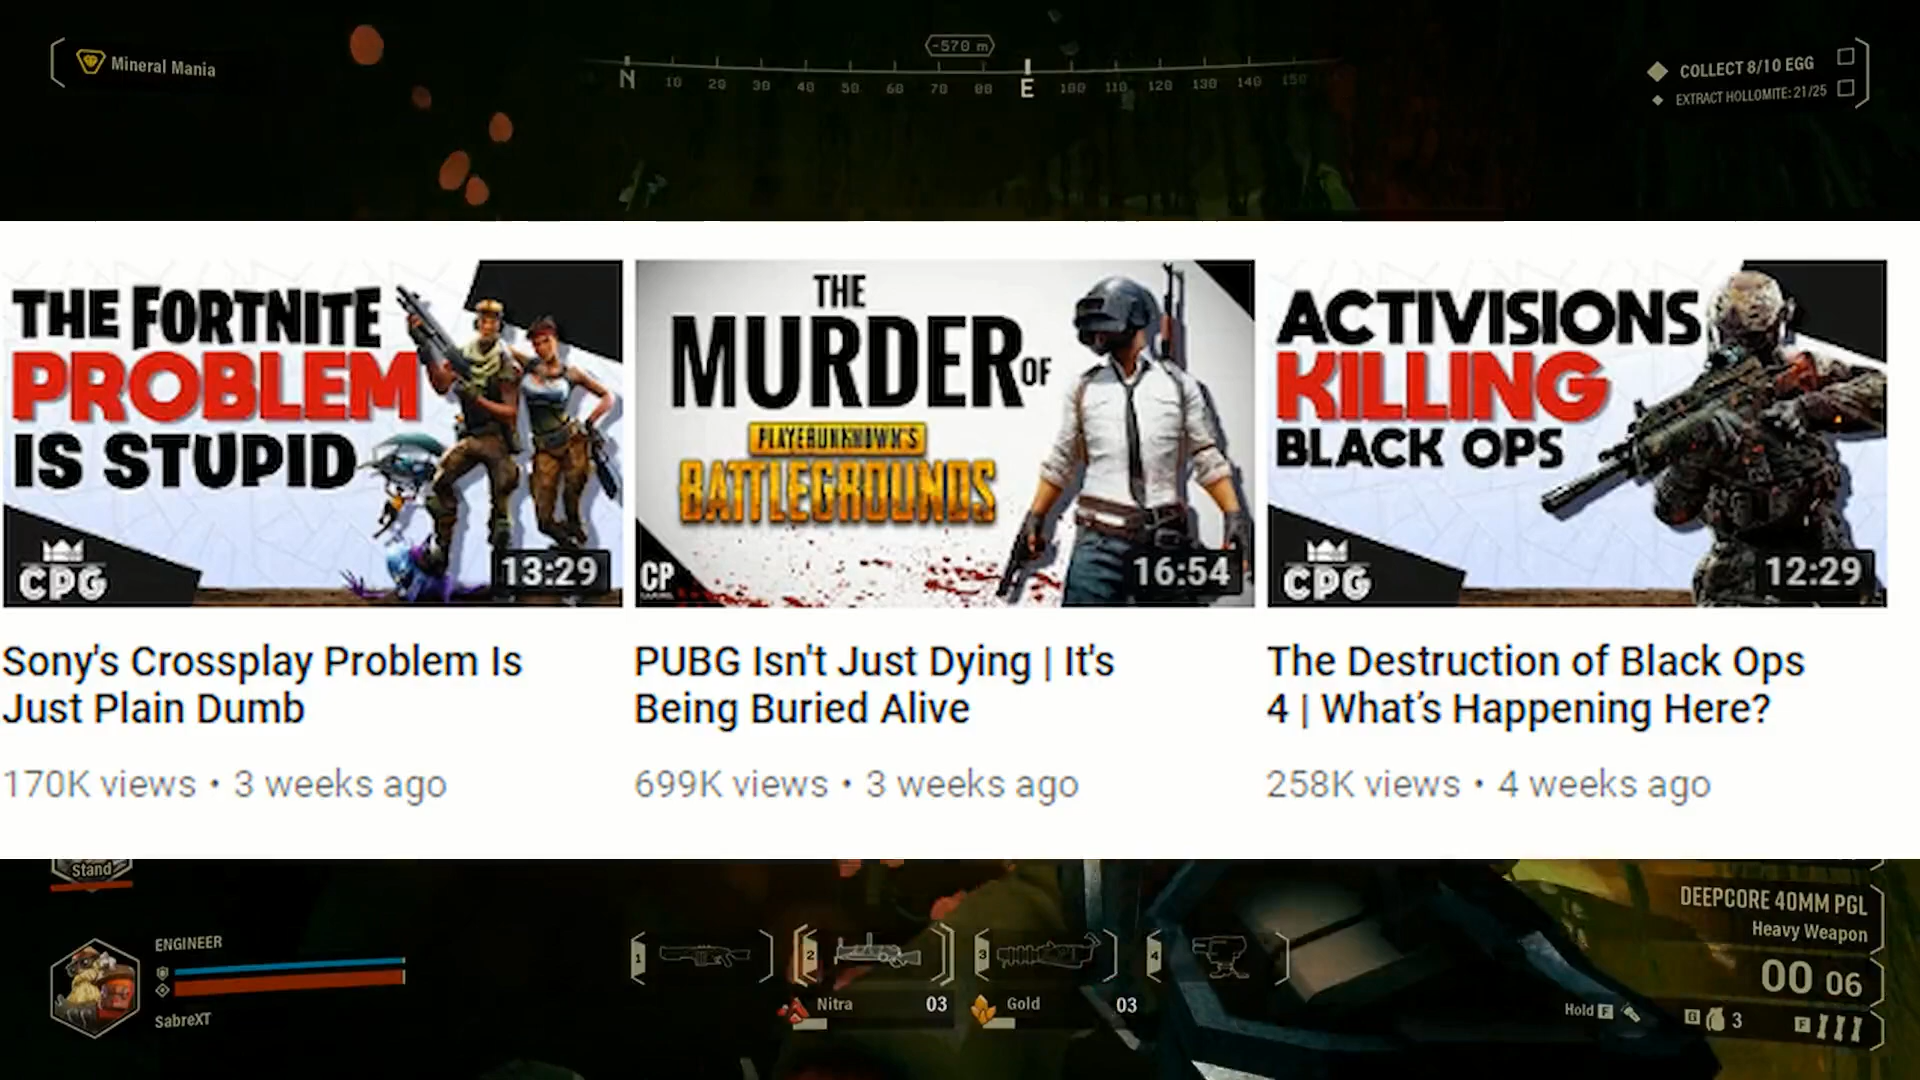 Mineral Mania
-570 m
N 10 20 30 40 50 60 70 80 E 100 110 120 130 140 150
COLLECT 8/10 EGG
EXTRACT HOLLOMITE: 21/25
THE FORTNITE
PROBLEM
IS STUPID
CPG
13:29
THE
MURDER OF
PLAYERUNKNOWN'S
BATTLEGROUNDS
CP
16:54
ACTIVISIONS
KILLING
BLACK OPS
CPG
12:29
Sony's Crossplay Problem Is
Just Plain Dumb
170K views • 3 weeks ago
PUBG Isn't Just Dying | It's
Being Buried Alive
699K views • 3 weeks ago
The Destruction of Black Ops
4 | What's Happening Here?
258K views • 4 weeks ago
Stand
ENGINEER
SabreXT
1
2
3
4
Nitra 03
Gold 03
DEEPCORE 40MM PGL
Heavy Weapon
00 06
Hold F
G 3
F